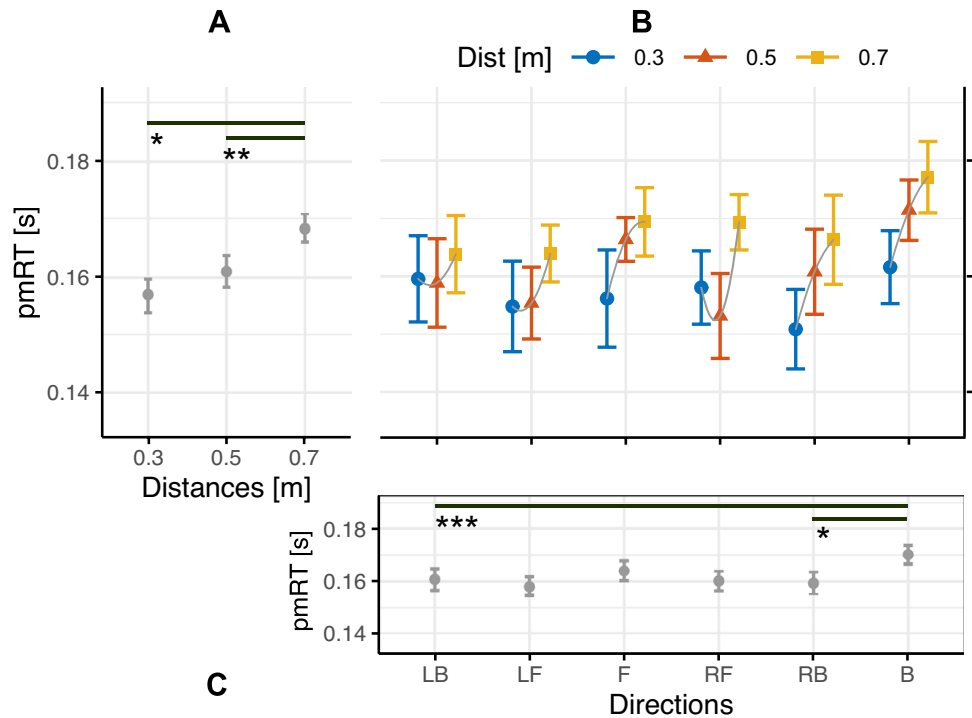 A
B
Dist [m] 0.3 0.5 0.7
*
**
0.18
0.16
0.14
pmRT [s]
0.3 0.5 0.7
Distances [m]
***
*
0.18
0.16
0.14
pmRT [s]
LB LF F RF RB B
Directions
C